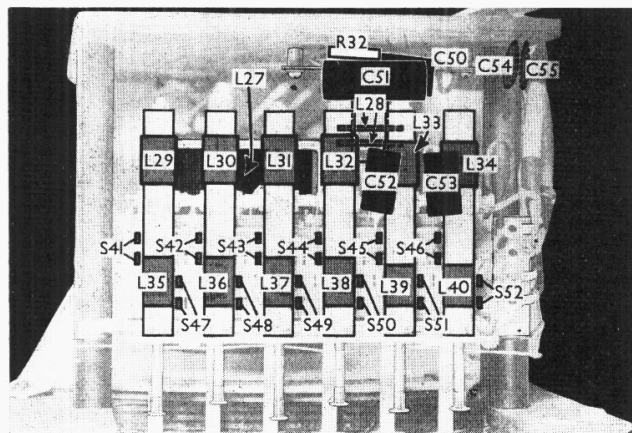 R32
C50
C51
C54
C55
L27
L28
L33
L29 L30 L31 L32 L34
C52 C53
S41 S42 S43 S44 S45 S46
L35 L36 L37 L38 L39 L40
S52
S47 S48 S49 S50 S51